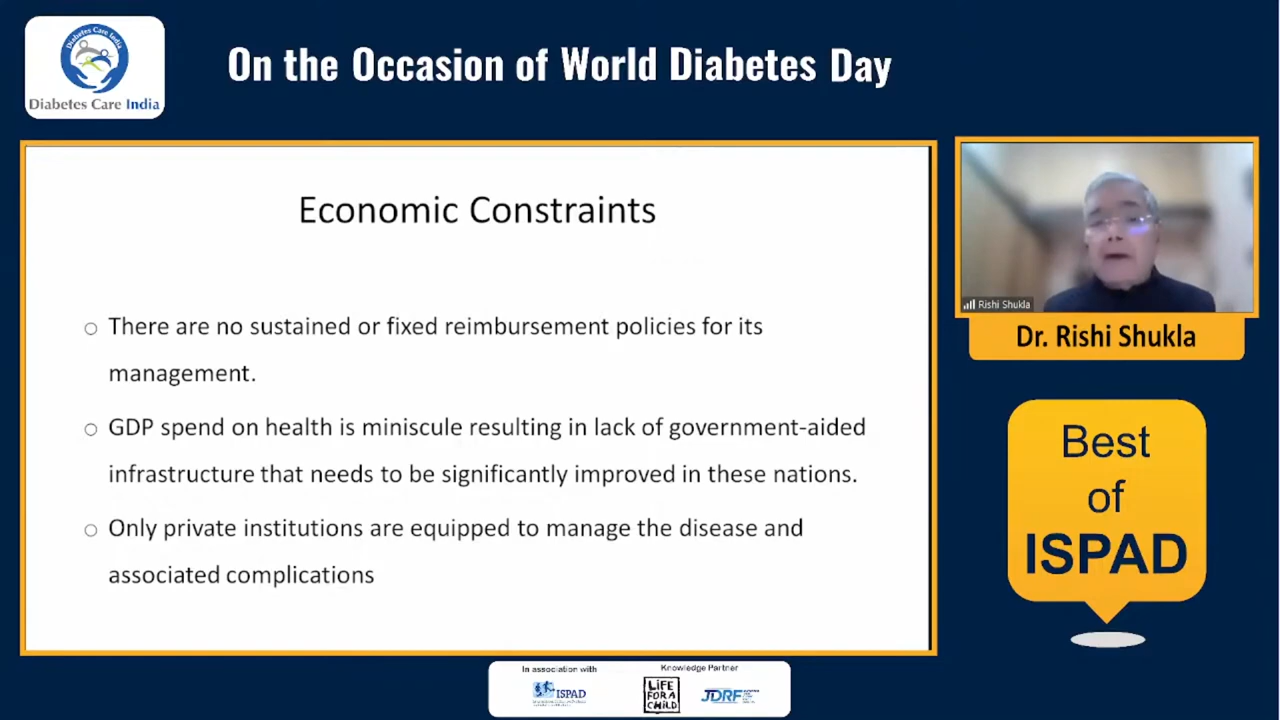 Diabetes Care India
Diabetes Care India
On the Occasion of World Diabetes Day
Economic Constraints
There are no sustained or fixed reimbursement policies for its
management.
GDP spend on health is miniscule resulting in lack of government-aided
infrastructure that needs to be significantly improved in these nations.
Only private institutions are equipped to manage the disease and
associated complications
Rishi Shukla
Dr. Rishi Shukla
Best
of
ISPAD
In association with
ISPAD
Knowledge Partner
LiFE
FOR A
CHiLD
JDRF